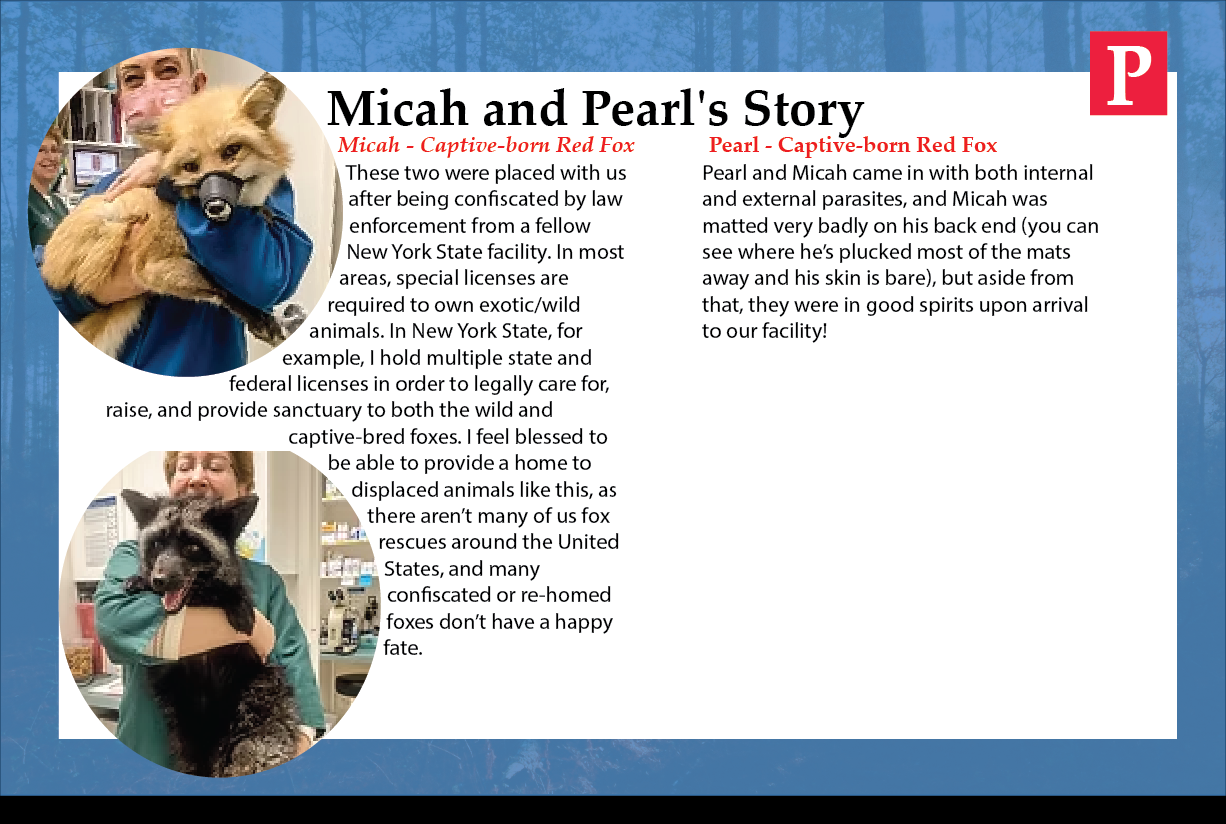 P
Micah and Pearl's Story
Micah - Captive-born Red Fox
These two were placed with us
after being confiscated by law
enforcement from a fellow
New York State facility. In most
areas, special licenses are
required to own exotic/wild
animals. In New York State, for
example, I hold multiple state and
federal licenses in order to legally care for,
raise, and provide sanctuary to both the wild and
captive-bred foxes. I feel blessed to
be able to provide a home to
displaced animals like this, as
there aren’t many of us fox
rescues around the United
States, and many
confiscated or re-homed
foxes don’t have a happy
fate.
Pearl - Captive-born Red Fox
Pearl and Micah came in with both internal
and external parasites, and Micah was
matted very badly on his back end (you can
see where he’s plucked most of the mats
away and his skin is bare), but aside from
that, they were in good spirits upon arrival
to our facility!